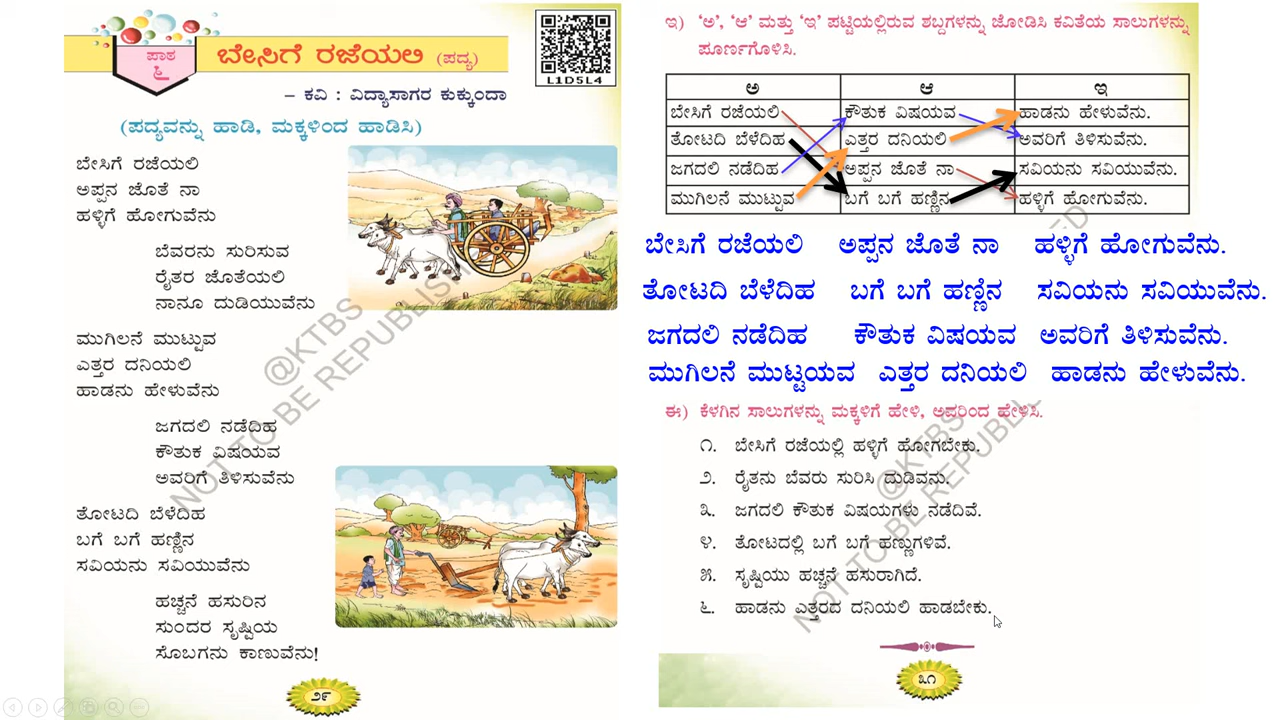 ಪಾಠ
೬
ಬೇಸಿಗೆ ರಜೆಯಲಿ (ಪದ್ಯ)
L1D5L4
– ಕವಿ : ವಿದ್ಯಾಸಾಗರ ಕುಕ್ಕುಂದಾ
(ಪದ್ಯವನ್ನು ಹಾಡಿ, ಮಕ್ಕಳಿಂದ ಹಾಡಿಸಿ)
ಬೇಸಿಗೆ ರಜೆಯಲಿ
ಅಪ್ಪನ ಜೊತೆ ನಾ
ಹಳ್ಳಿಗೆ ಹೋಗುವೆನು
ಬೆವರನು ಸುರಿಸುವ
ರೈತರ ಜೊತೆಯಲಿ
ನಾನೂ ದುಡಿಯುವೆನು
ಮುಗಿಲನೆ ಮುಟ್ಟುವ
ಎತ್ತರ ದನಿಯಲಿ
ಹಾಡನು ಹೇಳುವೆನು
ಜಗದಲಿ ನಡೆದಿಹ
ಕೌತುಕ ವಿಷಯವ
ಅವರಿಗೆ ತಿಳಿಸುವೆನು
ತೋಟದಿ ಬೆಳೆದಿಹ
ಬಗೆ ಬಗೆ ಹಣ್ಣಿನ
ಸವಿಯನು ಸವಿಯುವೆನು
ಹಚ್ಚನೆ ಹಸುರಿನ
ಸುಂದರ ಸೃಷ್ಟಿಯ
ಸೊಬಗನು ಕಾಣುವೆನು!
@KTBS
NOT TO BE REPUBLISHED
೨೯
ಇ) ‘ಅ’, ‘ಆ’ ಮತ್ತು ‘ಇ’ ಪಟ್ಟಿಯಲ್ಲಿರುವ ಶಬ್ದಗಳನ್ನು ಜೋಡಿಸಿ ಕವಿತೆಯ ಸಾಲುಗಳನ್ನು
ಪೂರ್ಣಗೊಳಿಸಿ.
ಅ ಆ ಇ
ಬೇಸಿಗೆ ರಜೆಯಲಿ ಕೌತುಕ ವಿಷಯವ ಹಾಡನು ಹೇಳುವೆನು.
ತೋಟದಿ ಬೆಳೆದಿಹ ಎತ್ತರ ದನಿಯಲಿ ಅವರಿಗೆ ತಿಳಿಸುವೆನು.
ಜಗದಲಿ ನಡೆದಿಹ ಅಪ್ಪನ ಜೊತೆ ನಾ ಸವಿಯನು ಸವಿಯುವೆನು.
ಮುಗಿಲನು ಮುಟ್ಟುವ ಬಗೆ ಬಗೆ ಹಣ್ಣಿನ ಹಳ್ಳಿಗೆ ಹೋಗುವೆನು.
ಬೇಸಿಗೆ ರಜೆಯಲಿ ಅಪ್ಪನ ಜೊತೆ ನಾ ಹಳ್ಳಿಗೆ ಹೋಗುವೆನು.
ತೋಟದಿ ಬೆಳೆದಿಹ ಬಗೆ ಬಗೆ ಹಣ್ಣಿನ ಸವಿಯನು ಸವಿಯುವೆನು.
ಜಗದಲಿ ನಡೆದಿಹ ಕೌತುಕ ವಿಷಯವ ಅವರಿಗೆ ತಿಳಿಸುವೆನು.
ಮುಗಿಲನೆ ಮುಟ್ಟಯವ ಎತ್ತರ ದನಿಯಲಿ ಹಾಡನು ಹೇಳುವೆನು.
ಈ) ಕೆಳಗಿನ ಸಾಲುಗಳನ್ನು ಮಕ್ಕಳಿಗೆ ಹೇಳಿ, ಅವರಿಂದ ಹೇಳಿಸಿ.
೧. ಬೇಸಿಗೆ ರಜೆಯಲ್ಲಿ ಹಳ್ಳಿಗೆ ಹೋಗಬೇಕು.
೨. ರೈತನು ಬೆವರು ಸುರಿಸಿ ದುಡಿವನು.
೩. ಜಗದಲಿ ಕೌತುಕ ವಿಷಯಗಳು ನಡೆದಿವೆ.
೪. ತೋಟದಲ್ಲಿ ಬಗೆ ಬಗೆ ಹಣ್ಣುಗಳಿವೆ.
೫. ಸೃಷ್ಟಿಯು ಹಚ್ಚನೆ ಹಸುರಾಗಿದೆ.
೬. ಹಾಡನು ಎತ್ತರದ ದನಿಯಲಿ ಹಾಡಬೇಕು.
@KTBS
೩೧